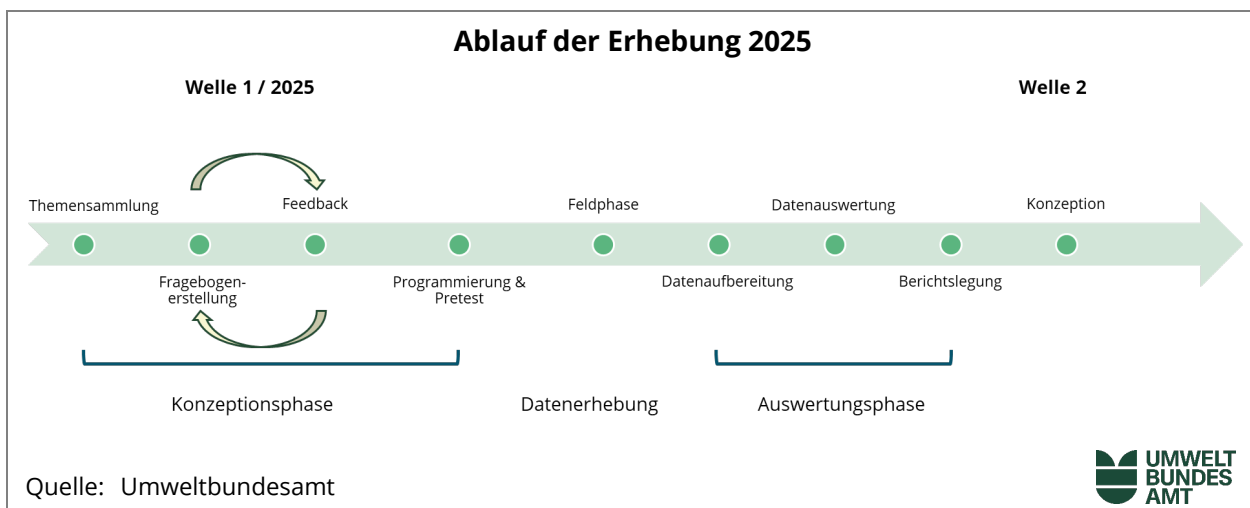 Ablauf der Erhebung 2025
Welle 1 / 2025
Welle 2
Themensammlung
Feedback
Feldphase
Datenauswertung
Konzeption
Fragebogen-
erstellung
Programmierung &
Pretest
Datenaufbereitung
Berichtslegung
Konzeptionsphase
Datenerhebung
Auswertungsphase
Quelle: Umweltbundesamt
UMWELT
BUNDES
AMT